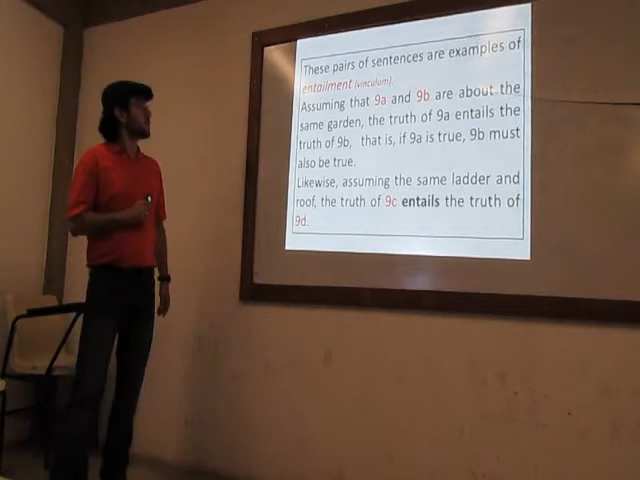 These pairs of sentences are examples of
entailment (vinculum).
Assuming that 9a and 9b are about the
same garden, the truth of 9a entails the
truth of 9b, that is, if 9a is true, 9b must
also be true.
Likewise, assuming the same ladder and
roof, the truth of 9c entails the truth of
9d.